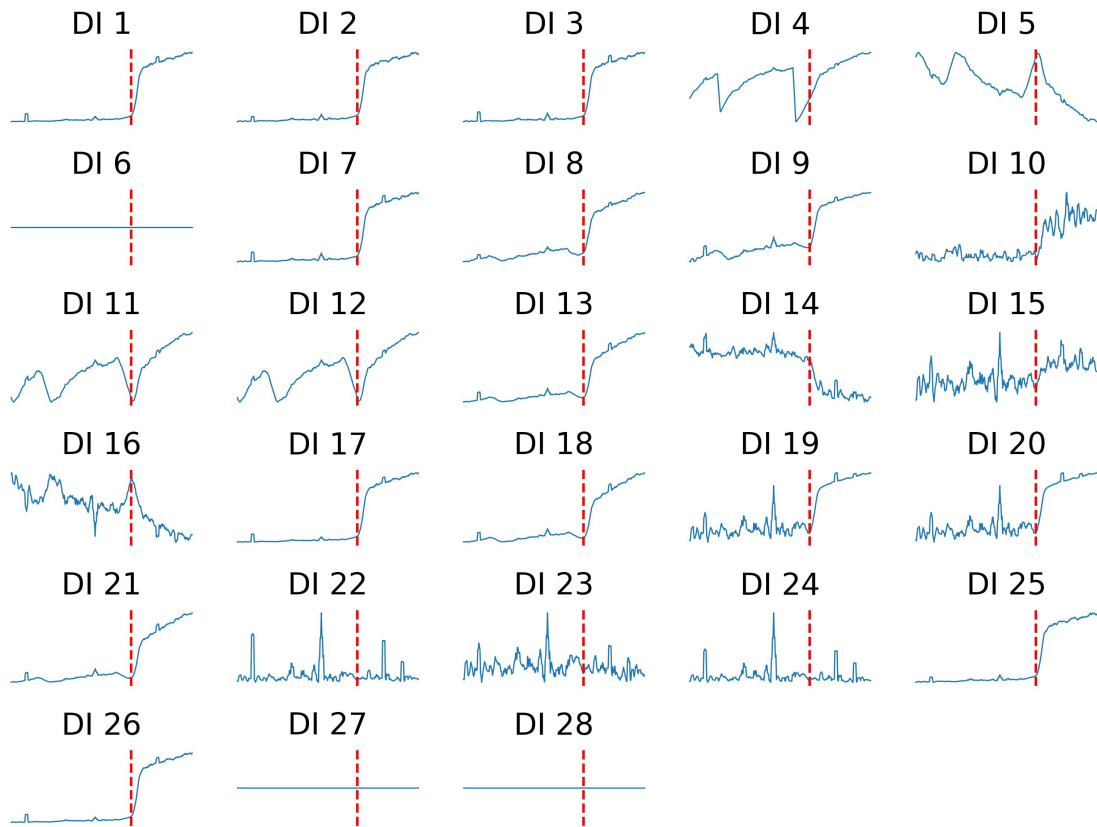 DI 1 DI 2 DI 3 DI 4 DI 5
DI 6 DI 7 DI 8 DI 9 DI 10
DI 11 DI 12 DI 13 DI 14 DI 15
DI 16 DI 17 DI 18 DI 19 DI 20
DI 21 DI 22 DI 23 DI 24 DI 25
DI 26 DI 27 DI 28